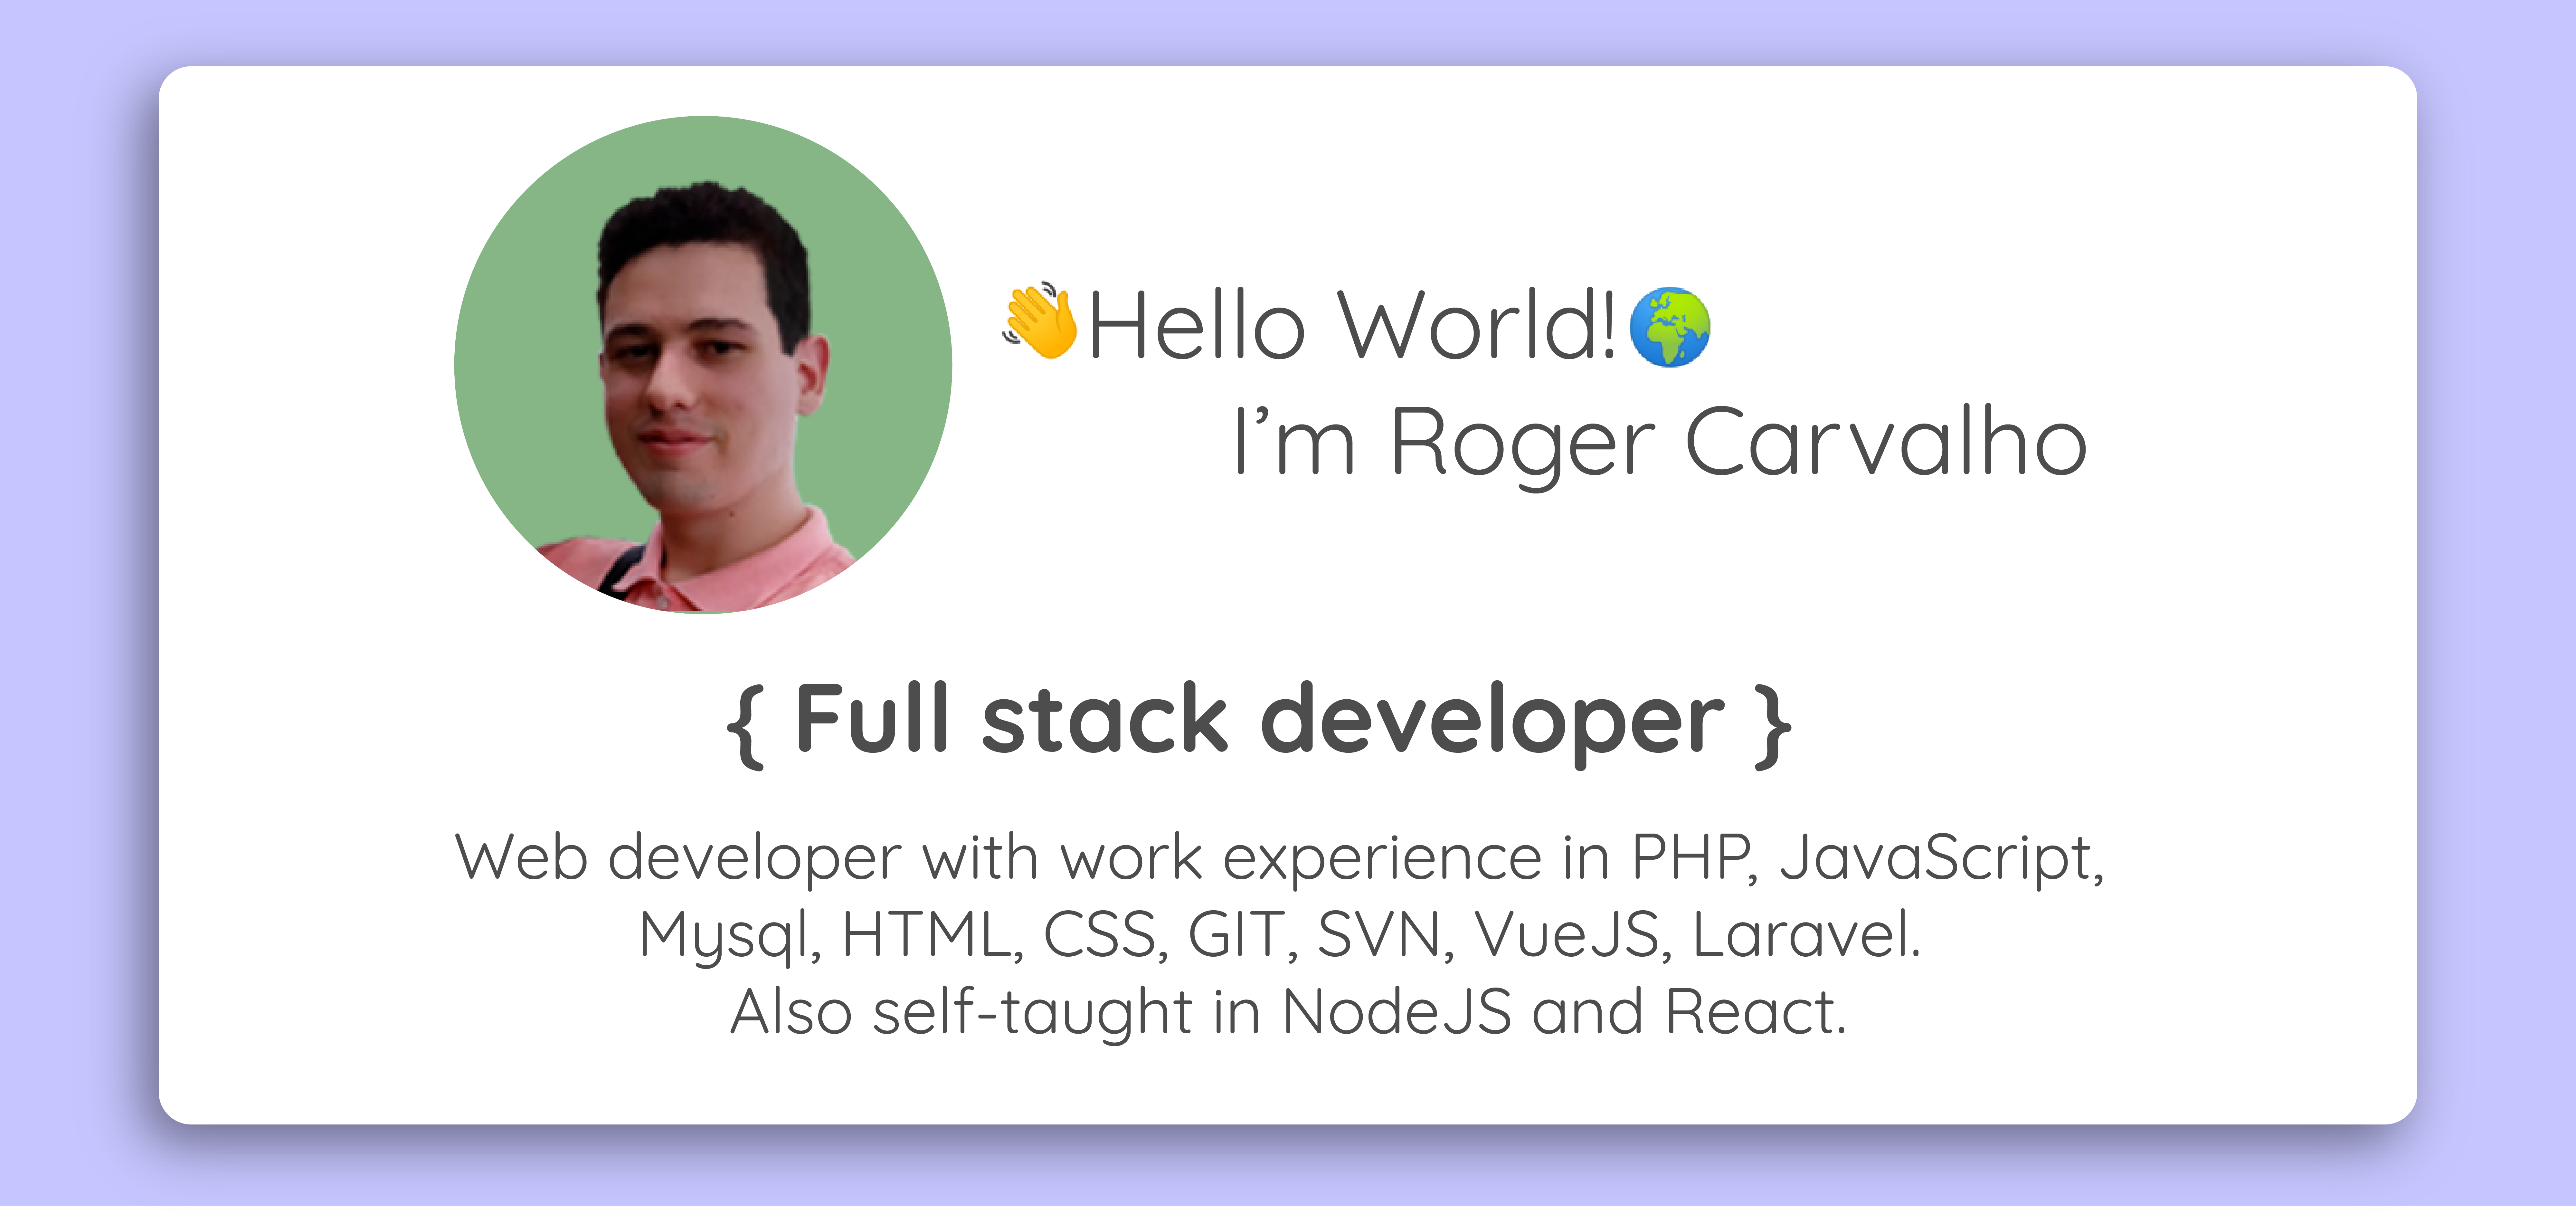 👋Hello World!🌍
I’m Roger Carvalho
{ Full stack developer }
Web developer with work experience in PHP, JavaScript,
Mysql, HTML, CSS, GIT, SVN, VueJS, Laravel.
Also self-taught in NodeJS and React.